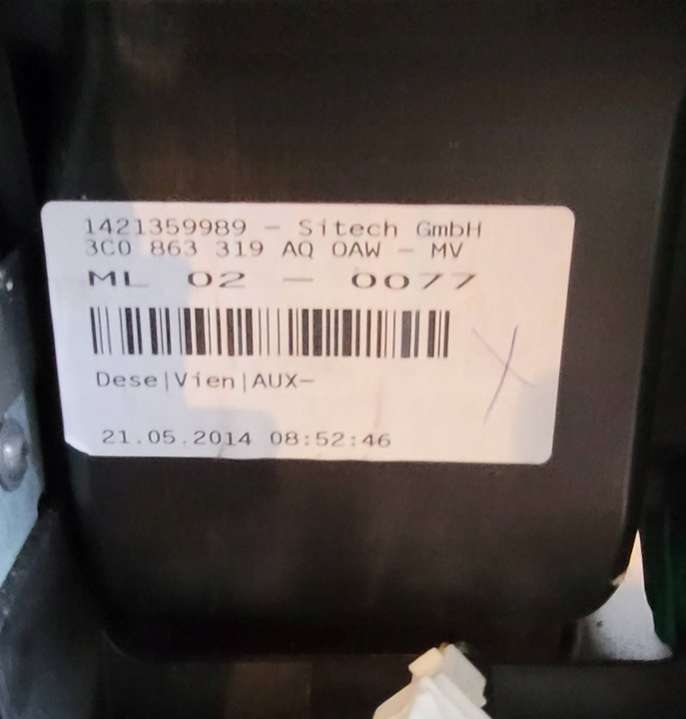 1421359989 - Sitech GmbH
3C0 863 319 AQ OAW - MV
ML 02 - 0077
Dese|Vien|AUX-
21.05.2014 08:52:46